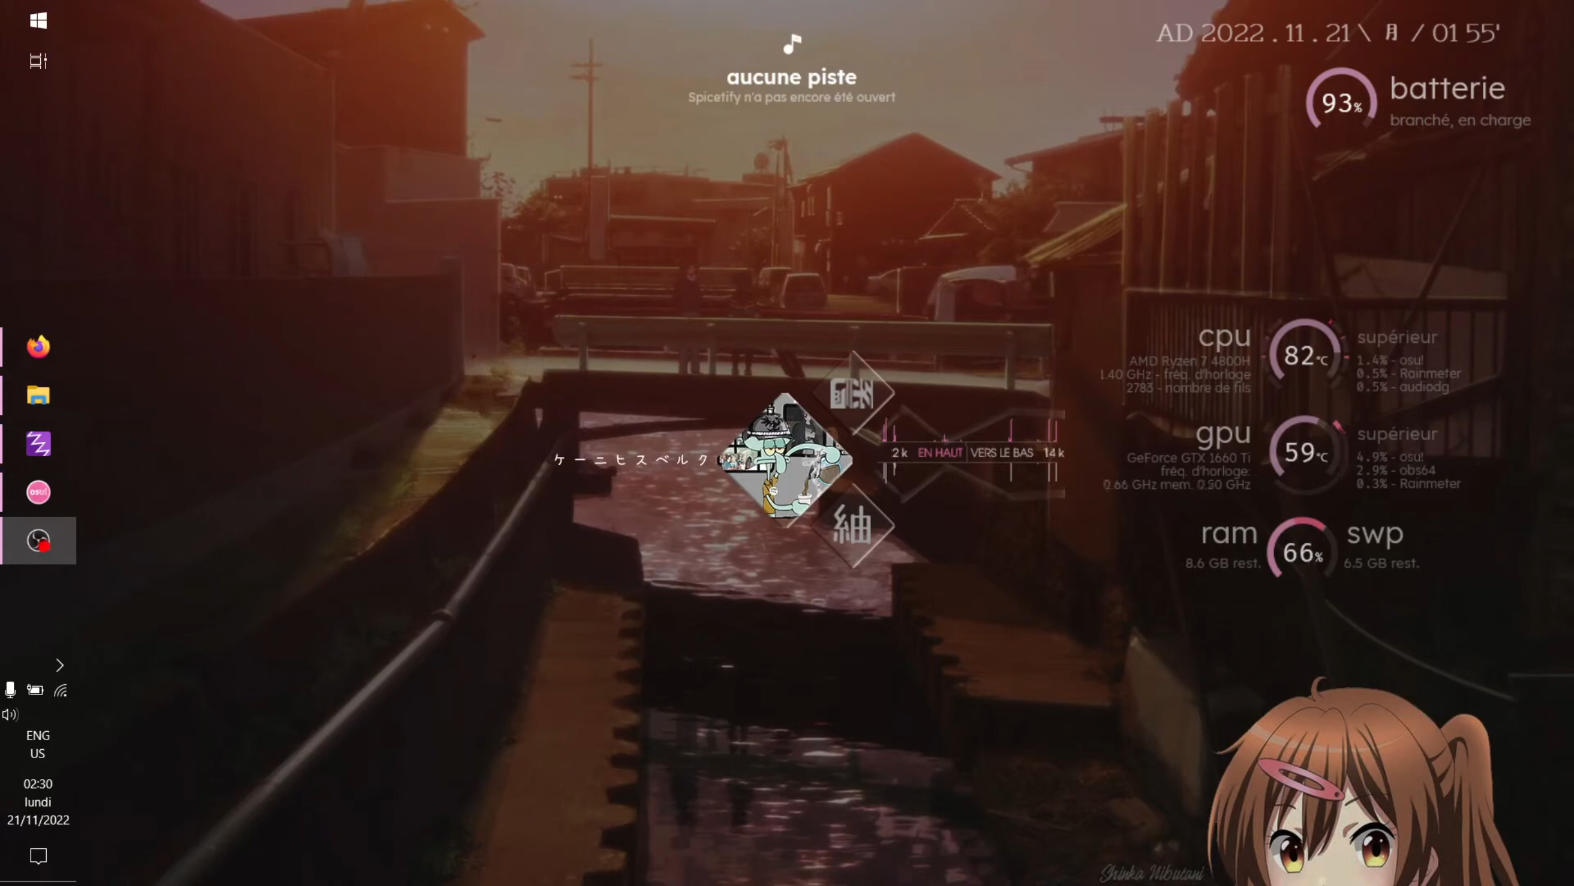 aucune piste
Spicetify n'a pas encore été ouvert
AD 2022 . 11 . 21 \ 月 / 01 55'
93%
batterie
branché, en charge
cpu
AMD Ryzen 7 4800H
1.40 GHz - fréq. d'horloge
2783 - nombre de fils
82°C
supérieur
1.4% - osu!
0.5% - Rainmeter
0.5% - audiodg
gpu
GeForce GTX 1660 Ti
fréq. d'horloge:
0.66 GHz mem. 0.20 GHz
59°C
supérieur
4.9% - osu!
2.9% - obs64
0.3% - Rainmeter
ram
8.6 GB rest.
66%
swp
6.5 GB rest.
ケーニヒスベルク
2 k EN HAUT VERS LE BAS 14 k
紬
osu!
ENG
US
02:30
lundi
21/11/2022
Shinka Nibutani